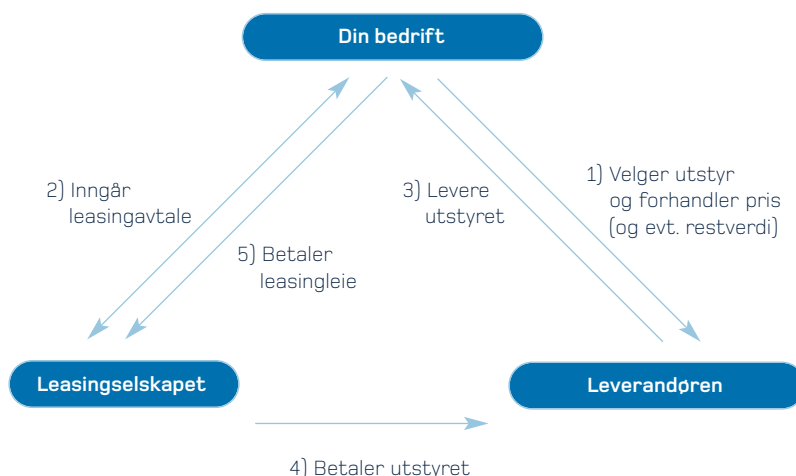 Din bedrift
2) Inngår
leasingavtale
3) Levere
utstyret
1) Velger utstyr
og forhandler pris
(og evt. restverdi)
5) Betaler
leasingleie
Leasingselskapet
Leverandøren
4) Betaler utstyret